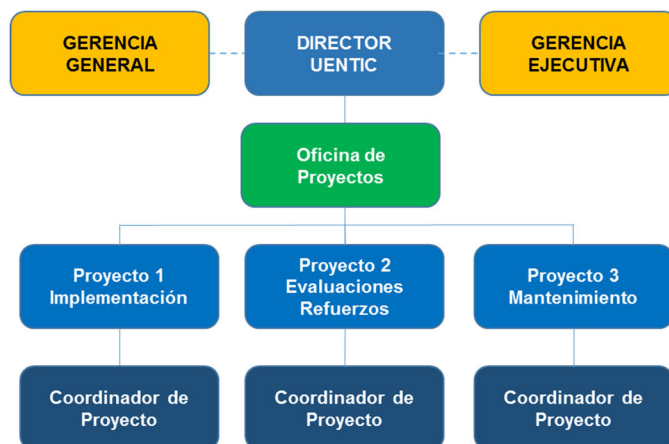 GERENCIA
GENERAL
DIRECTOR
UENTIC
GERENCIA
EJECUTIVA
Oficina de
Proyectos
Proyecto 1
Implementación
Proyecto 2
Evaluaciones
Refuerzos
Proyecto 3
Mantenimiento
Coordinador de
Proyecto
Coordinador de
Proyecto
Coordinador de
Proyecto